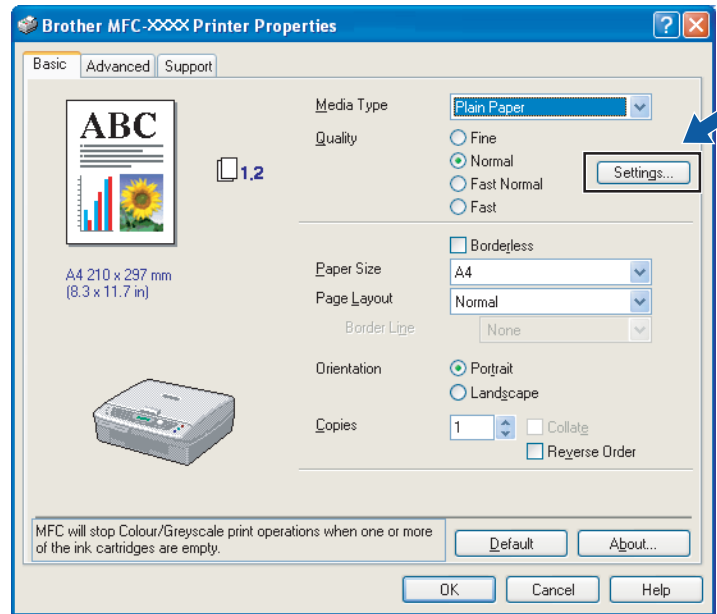 Brother MFC-XXXX Printer Properties
Basic Advanced Support
ABC
1.2
A4 210 x 297 mm
(8.3 x 11.7 in)
Media Type Plain Paper
Quality Fine
Normal
Fast Normal
Fast
Settings...
Borderless
Paper Size A4
Page Layout Normal
Border Line None
Orientation Portrait
Landscape
Copies 1 Collate
Reverse Order
MFC will stop Colour/Greyscale print operations when one or more
of the ink cartridges are empty.
Default About...
OK Cancel Help